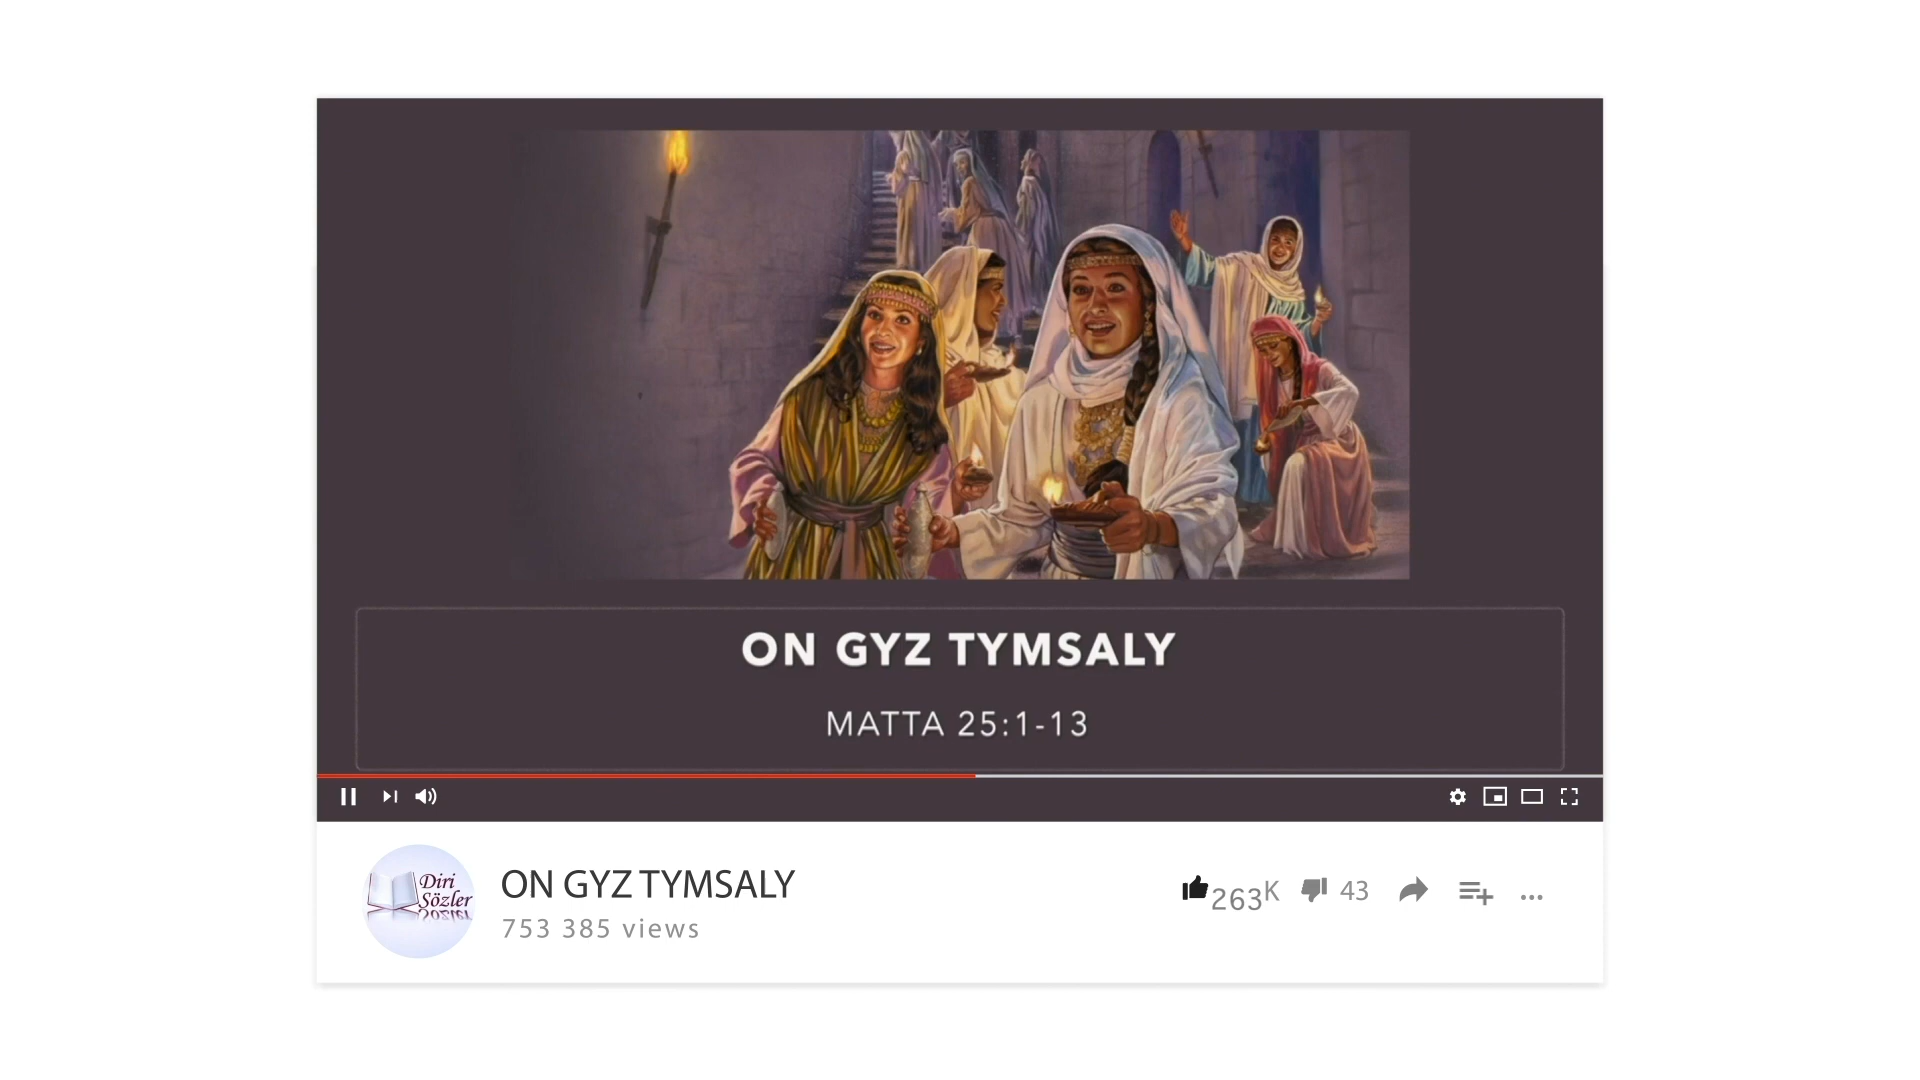 ON GYZ TYMSALY
MATTA 25:1-13
Diri
Sözler
ON GYZ TYMSALY
753 385 views
263K
43